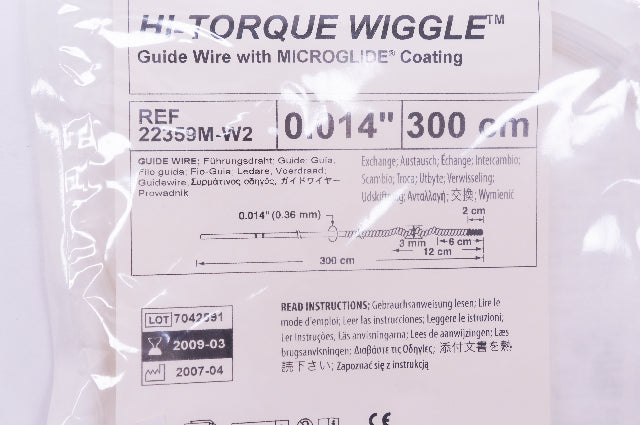 HI-TORQUE WIGGLE™
Guide Wire with MICROGLIDE® Coating
REF
22359M-W2
0.014"
300 cm
GUIDE WIRE; Führungsdraht; Guide; Guía;
Filo guida; Fio-Guia; Ledare; Voerdraad;
Guidewire; Συρμάτινος οδηγός; ガイドワイヤー
Prowadnik
Exchange; Austausch; Échange; Intercambio;
Scambio; Troca; Utbyte; Verwisseling;
Udskiftning; Ανταλλαγή; 交換; Wymienić
2 cm
0.014" (0.36 mm)
3 mm
6 cm
12 cm
300 cm
LOT 7042591
2009-03
2007-04
READ INSTRUCTIONS; Gebrauchsanweisung lesen; Lire le
mode d'emploi; Leer las instrucciones; Leggere le istruzioni;
Ler instruções; Läs anvisningarna; Lees de aanwijzingen; Læs
brugsanvisningen; Διαβάστε τις Οδηγίες; 添付文書を熱
読下さい; Zapoznać się z instrukcją
CE